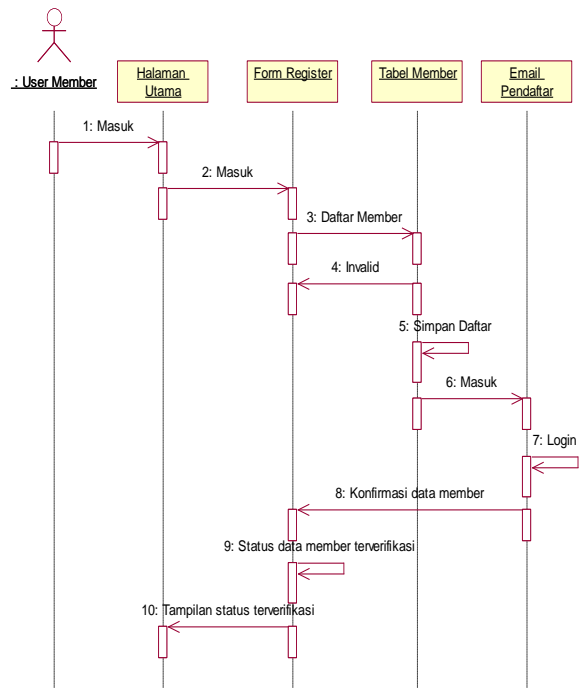 : User Member
Halaman
Utama
Form Register
Tabel Member
Email
Pendaftar
1: Masuk
2: Masuk
3: Daftar Member
4: Invalid
5: Simpan Daftar
6: Masuk
7: Login
8: Konfirmasi data member
9: Status data member terverifikasi
10: Tampilan status terverifikasi